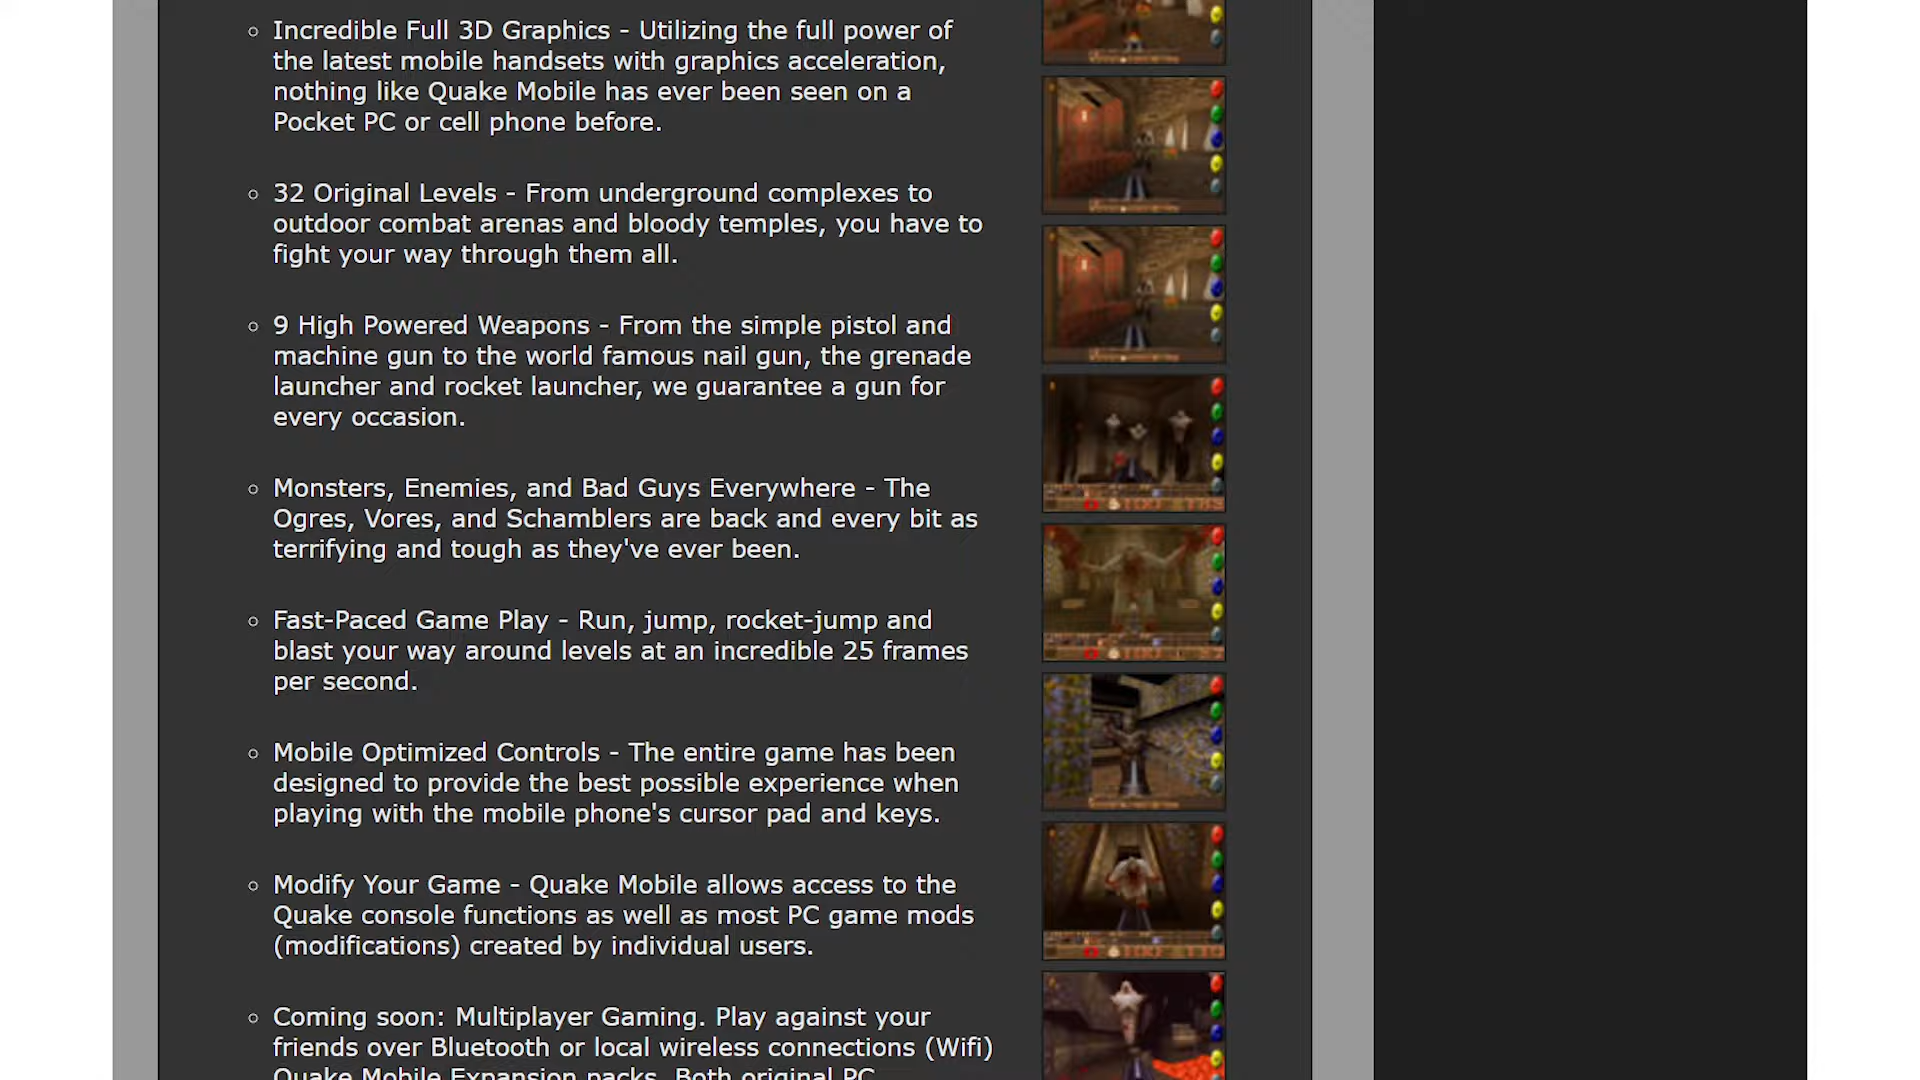 Incredible Full 3D Graphics - Utilizing the full power of
the latest mobile handsets with graphics acceleration,
nothing like Quake Mobile has ever been seen on a
Pocket PC or cell phone before.
32 Original Levels - From underground complexes to
outdoor combat arenas and bloody temples, you have to
fight your way through them all.
9 High Powered Weapons - From the simple pistol and
machine gun to the world famous nail gun, the grenade
launcher and rocket launcher, we guarantee a gun for
every occasion.
Monsters, Enemies, and Bad Guys Everywhere - The
Ogres, Vores, and Schamblers are back and every bit as
terrifying and tough as they've ever been.
Fast-Paced Game Play - Run, jump, rocket-jump and
blast your way around levels at an incredible 25 frames
per second.
Mobile Optimized Controls - The entire game has been
designed to provide the best possible experience when
playing with the mobile phone's cursor pad and keys.
Modify Your Game - Quake Mobile allows access to the
Quake console functions as well as most PC game mods
(modifications) created by individual users.
Coming soon: Multiplayer Gaming. Play against your
friends over Bluetooth or local wireless connections (Wifi)
Quake Mobile Expansion packs. Both original PC